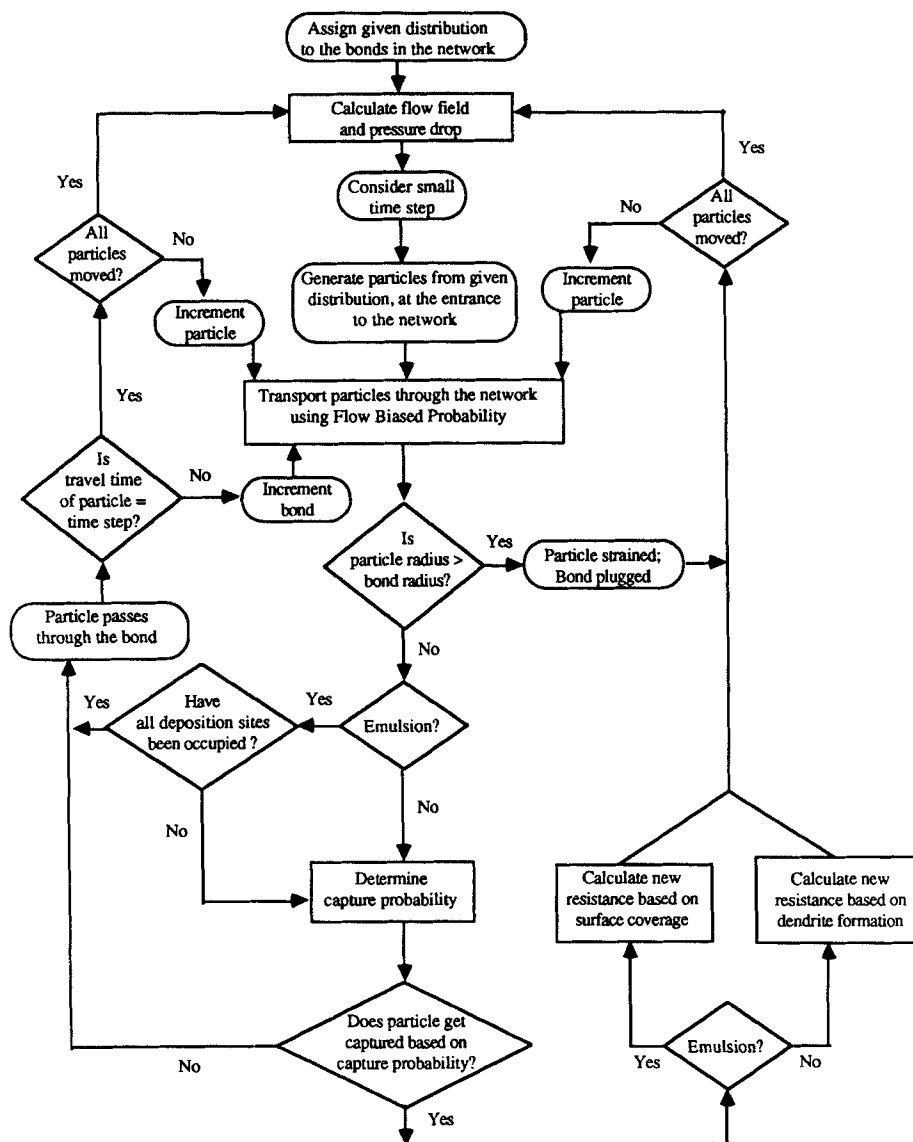 Assign given distribution
to the bonds in the network
Calculate flow field
and pressure drop
Yes
Yes
Consider small
time step
All
particles
moved?
No
No
All
particles
moved?
Generate particles from given
distribution, at the entrance
to the network
Increment
particle
Increment
particle
Transport particles through the network
using Flow Biased Probability
Yes
Is
travel time
of particle =
time step?
No
Increment
bond
Is
particle radius >
bond radius?
Yes
Particle strained;
Bond plugged
Particle passes
through the bond
No
Yes
Have
all deposition sites
been occupied ?
Yes
Emulsion?
No
No
Determine
capture probability
Calculate new
resistance based on
surface coverage
Calculate new
resistance based on
dendrite formation
Does particle get
captured based on
capture probability?
No
Yes
Emulsion?
No
Yes